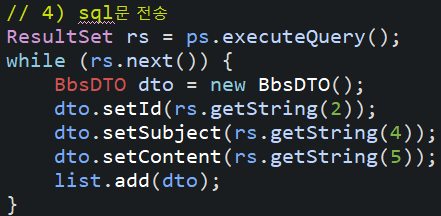 // 4) sql문 전송
ResultSet rs = ps.executeQuery();
while (rs.next()) {
    BbsDTO dto = new BbsDTO();
    dto.setId(rs.getString(2));
    dto.setSubject(rs.getString(4));
    dto.setContent(rs.getString(5));
    list.add(dto);
}